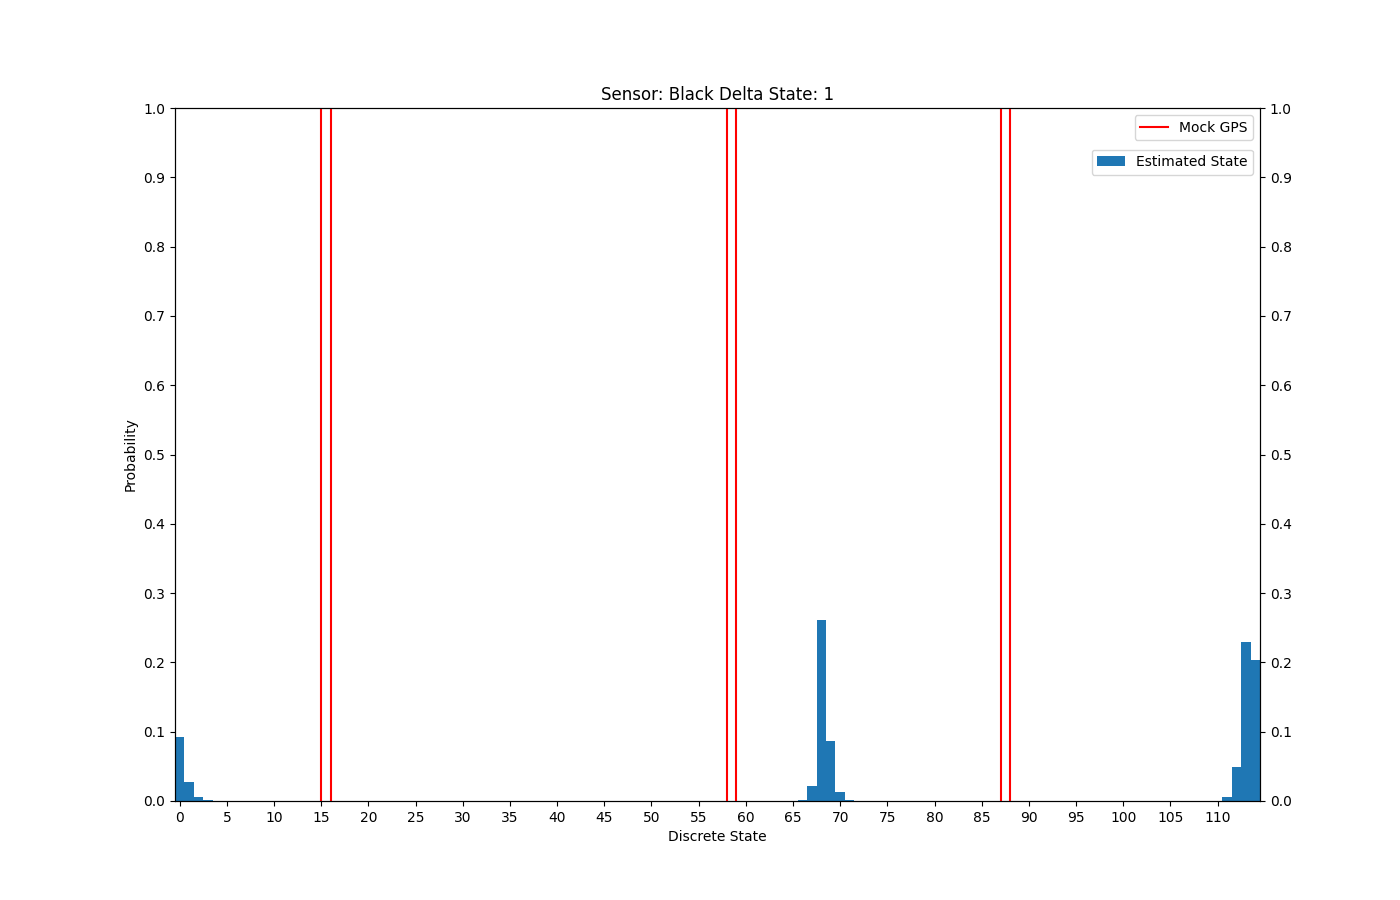 Sensor: Black Delta State: 1
1.0 1.0
Mock GPS
Estimated State
0.9 0.9
0.8 0.8
0.7 0.7
0.6 0.6
0.5 0.5
Probability
0.4 0.4
0.3 0.3
0.2 0.2
0.1 0.1
0.0 0.0
0 5 10 15 20 25 30 35 40 45 50 55 60 65 70 75 80 85 90 95 100 105 110
Discrete State